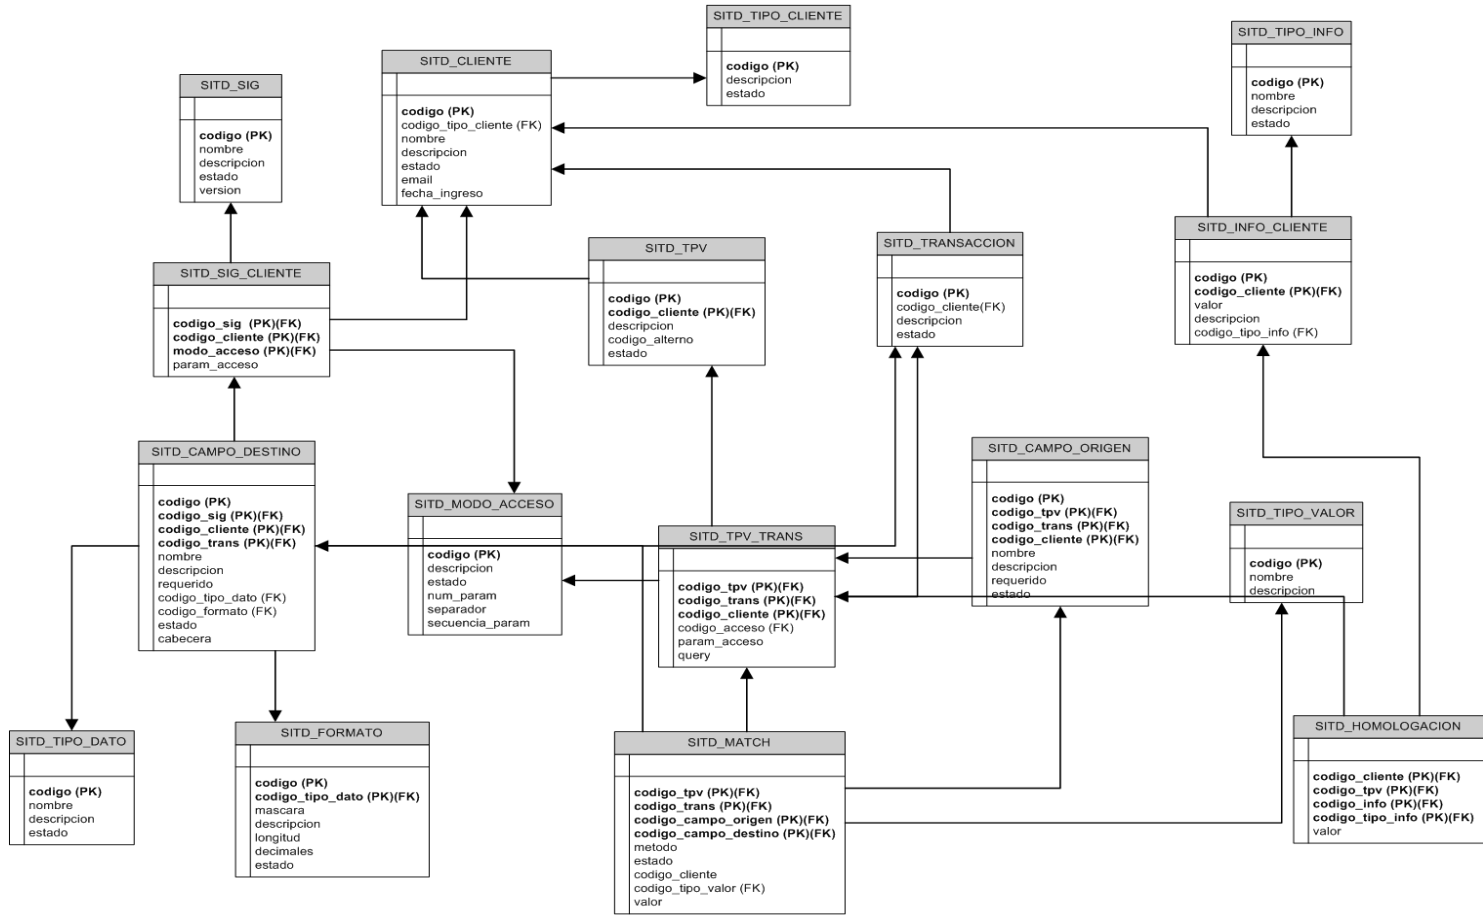 SITD_TIPO_CLIENTE
codigo (PK)
descripcion
estado
SITD_TIPO_INFO
codigo (PK)
nombre
descripcion
estado
SITD_CLIENTE
codigo (PK)
codigo_tipo_cliente (FK)
nombre
descripcion
estado
email
fecha_ingreso
SITD_SIG
codigo (PK)
nombre
descripcion
estado
version
SITD_INFO_CLIENTE
codigo (PK)
codigo_cliente (PK)(FK)
valor
descripcion
codigo_tipo_info (FK)
SITD_TPV
codigo (PK)
codigo_cliente (PK)(FK)
descripcion
codigo_alterno
estado
SITD_TRANSACCION
codigo (PK)
codigo_cliente(FK)
descripcion
estado
SITD_SIG_CLIENTE
codigo_sig (PK)(FK)
codigo_cliente (PK)(FK)
modo_acceso (PK)(FK)
param_acceso
SITD_CAMPO_DESTINO
codigo (PK)
codigo_sig (PK)(FK)
codigo_cliente (PK)(FK)
codigo_trans (PK)(FK)
nombre
descripcion
requerido
codigo_tipo_dato (FK)
codigo_formato (FK)
estado
cabecera
SITD_MODO_ACCESO
codigo (PK)
descripcion
estado
num_param
separador
secuencia_param
SITD_TPV_TRANS
codigo_tpv (PK)(FK)
codigo_trans (PK)(FK)
codigo_cliente (PK)(FK)
codigo_acceso (FK)
param_acceso
query
SITD_CAMPO_ORIGEN
codigo (PK)
codigo_tpv (PK)(FK)
codigo_trans (PK)(FK)
codigo_cliente (PK)(FK)
nombre
descripcion
requerido
estado
SITD_TIPO_VALOR
codigo (PK)
nombre
descripcion
SITD_TIPO_DATO
codigo (PK)
nombre
descripcion
estado
SITD_FORMATO
codigo (PK)
codigo_tipo_dato (PK)(FK)
mascara
descripcion
longitud
decimales
estado
SITD_MATCH
codigo_tpv (PK)(FK)
codigo_trans (PK)(FK)
codigo_campo_origen (PK)(FK)
codigo_campo_destino (PK)(FK)
metodo
estado
codigo_cliente
codigo_tipo_valor (FK)
valor
SITD_HOMOLOGACION
codigo_cliente (PK)(FK)
codigo_tpv (PK)(FK)
codigo_info (PK)(FK)
codigo_tipo_info (PK)(FK)
valor